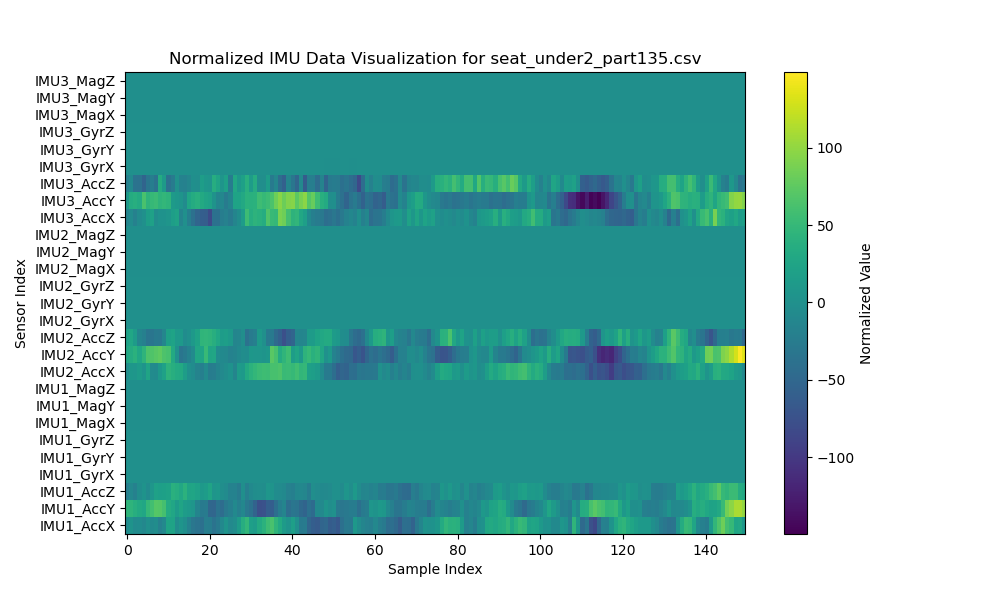 Normalized IMU Data Visualization for seat_under2_part135.csv
IMU3_MagZ
IMU3_MagY
IMU3_MagX
IMU3_GyrZ
IMU3_GyrY
IMU3_GyrX
IMU3_AccZ
IMU3_AccY
IMU3_AccX
IMU2_MagZ
IMU2_MagY
IMU2_MagX
IMU2_GyrZ
IMU2_GyrY
IMU2_GyrX
IMU2_AccZ
IMU2_AccY
IMU2_AccX
IMU1_MagZ
IMU1_MagY
IMU1_MagX
IMU1_GyrZ
IMU1_GyrY
IMU1_GyrX
IMU1_AccZ
IMU1_AccY
IMU1_AccX
Sensor Index
0 20 40 60 80 100 120 140
Sample Index
100
50
0
−50
−100
Normalized Value